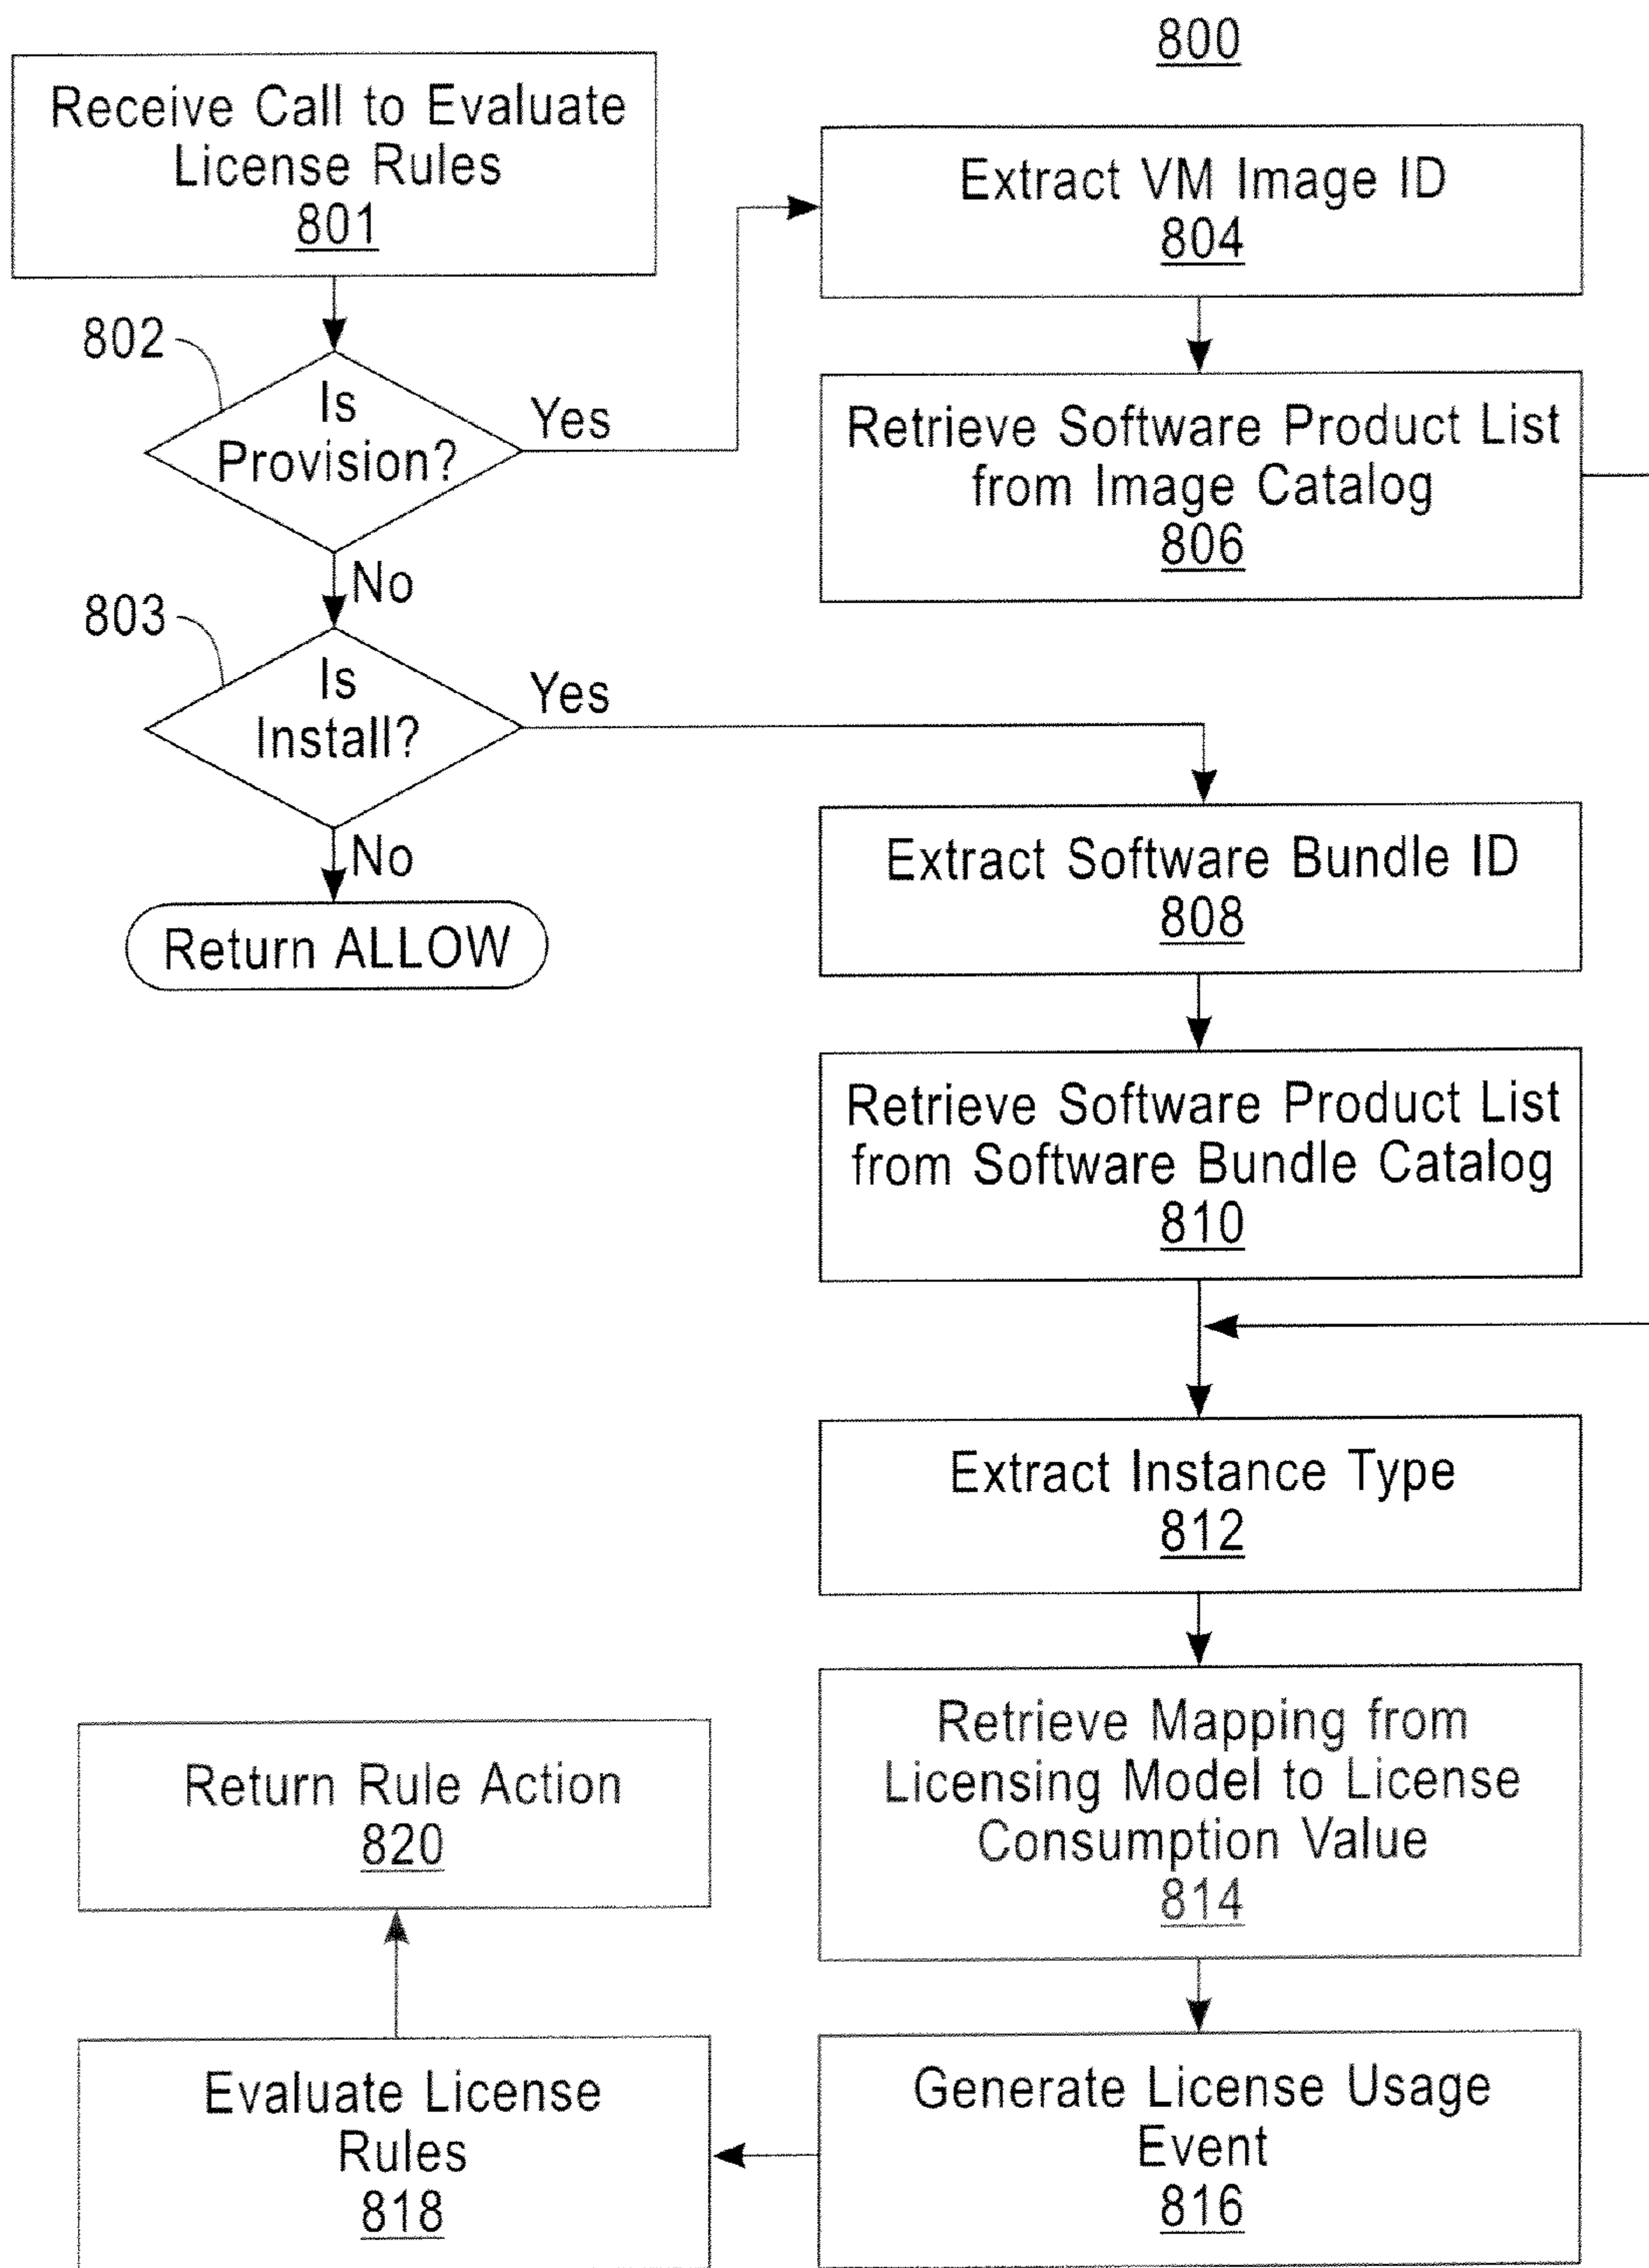 800
Receive Call to Evaluate
License Rules
801
802
Is
Provision?
Yes
No
Extract VM Image ID
804
Retrieve Software Product List
from Image Catalog
806
803
Is
Install?
Yes
No
Return ALLOW
Extract Software Bundle ID
808
Retrieve Software Product List
from Software Bundle Catalog
810
Extract Instance Type
812
Retrieve Mapping from
Licensing Model to License
Consumption Value
814
Generate License Usage
Event
816
Evaluate License
Rules
818
Return Rule Action
820